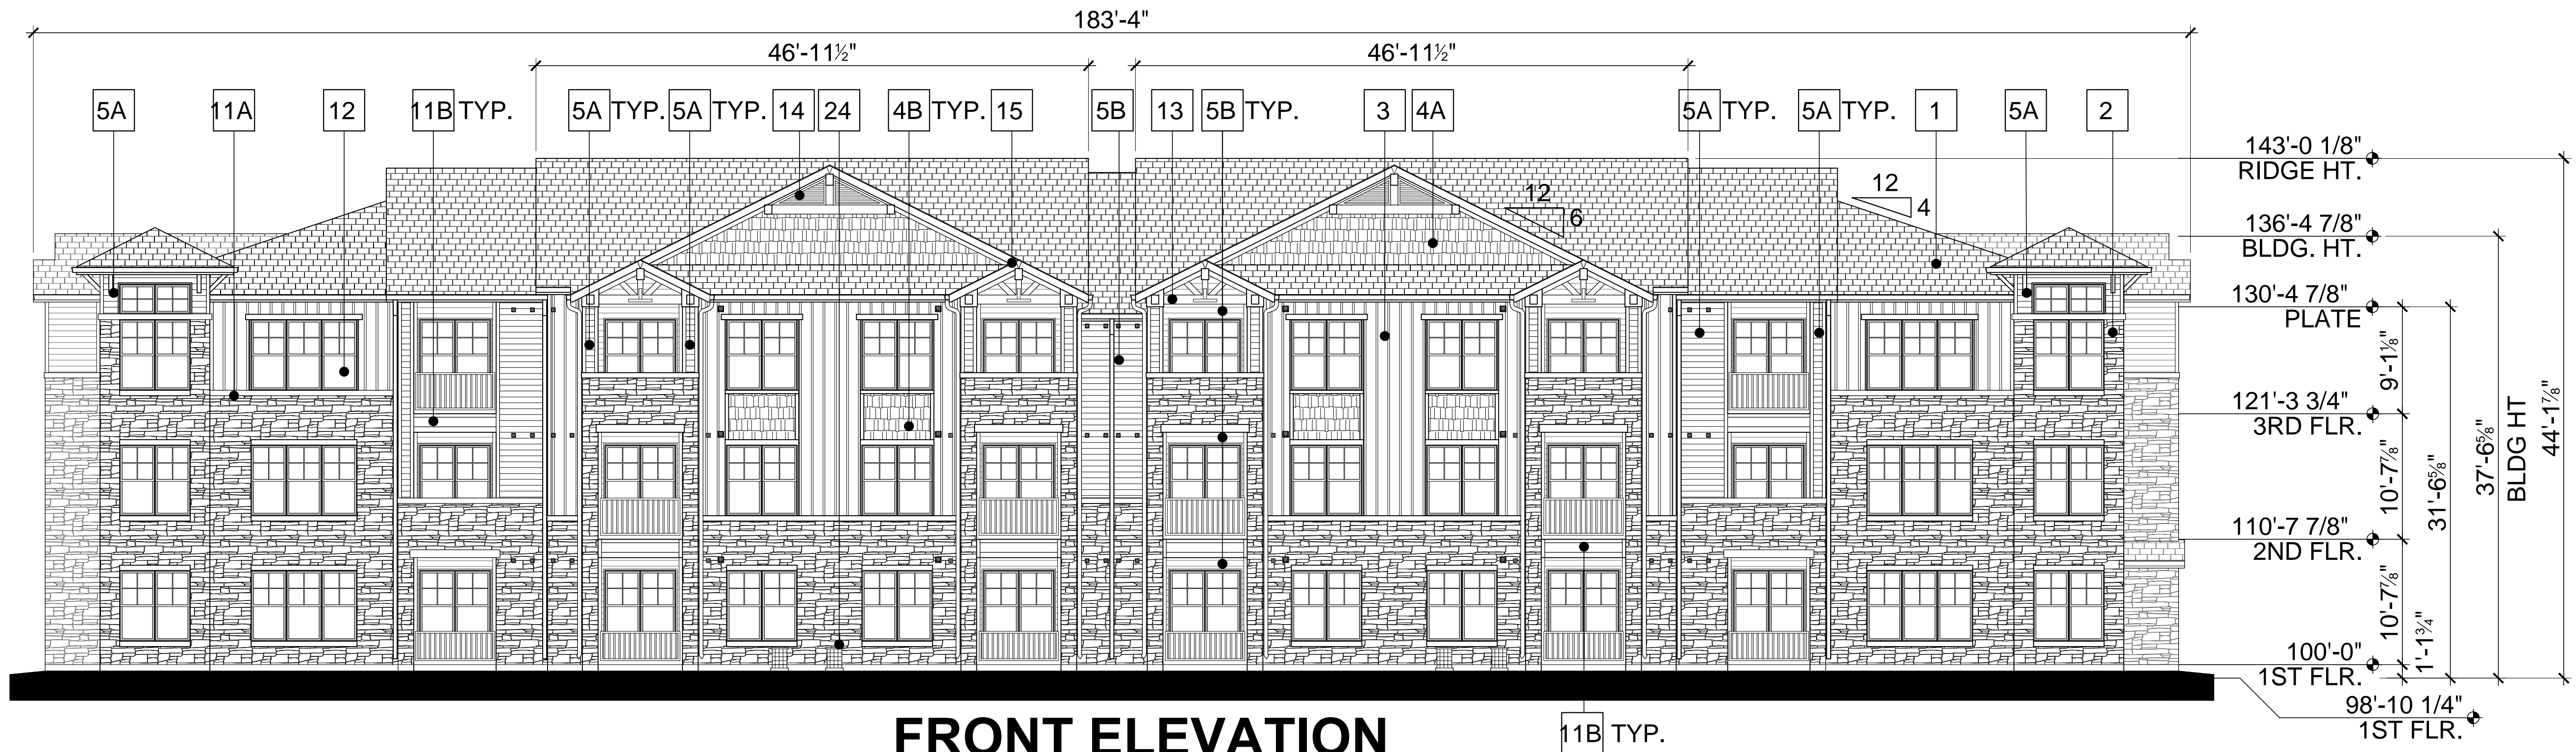 183'-4"
46'-11½"
46'-11½"
5A
11A
12
11B TYP.
5A TYP.
5A TYP.
14
24
4B TYP.
15
5B
13
5B TYP.
3
4A
5A TYP.
5A TYP.
1
5A
2
12
6
12
4
143'-0 1/8"
RIDGE HT.
136'-4 7/8"
BLDG. HT.
130'-4 7/8"
PLATE
121'-3 3/4"
3RD FLR.
110'-7 7/8"
2ND FLR.
100'-0"
1ST FLR.
98'-10 1/4"
1ST FLR.
9'-1⅛"
10'-7⅞"
10'-7⅞"
1'-1¾"
31'-6⅝"
37'-6⅝"
BLDG HT
44'-1⅞"
11B TYP.
FRONT ELEVATION